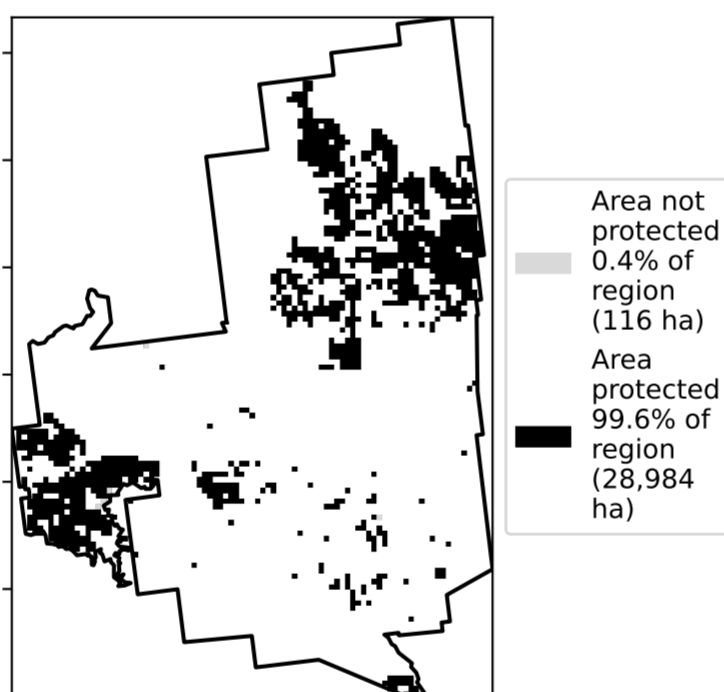 Area not
protected
0.4% of
region
(116 ha)
Area
protected
99.6% of
region
(28,984
ha)